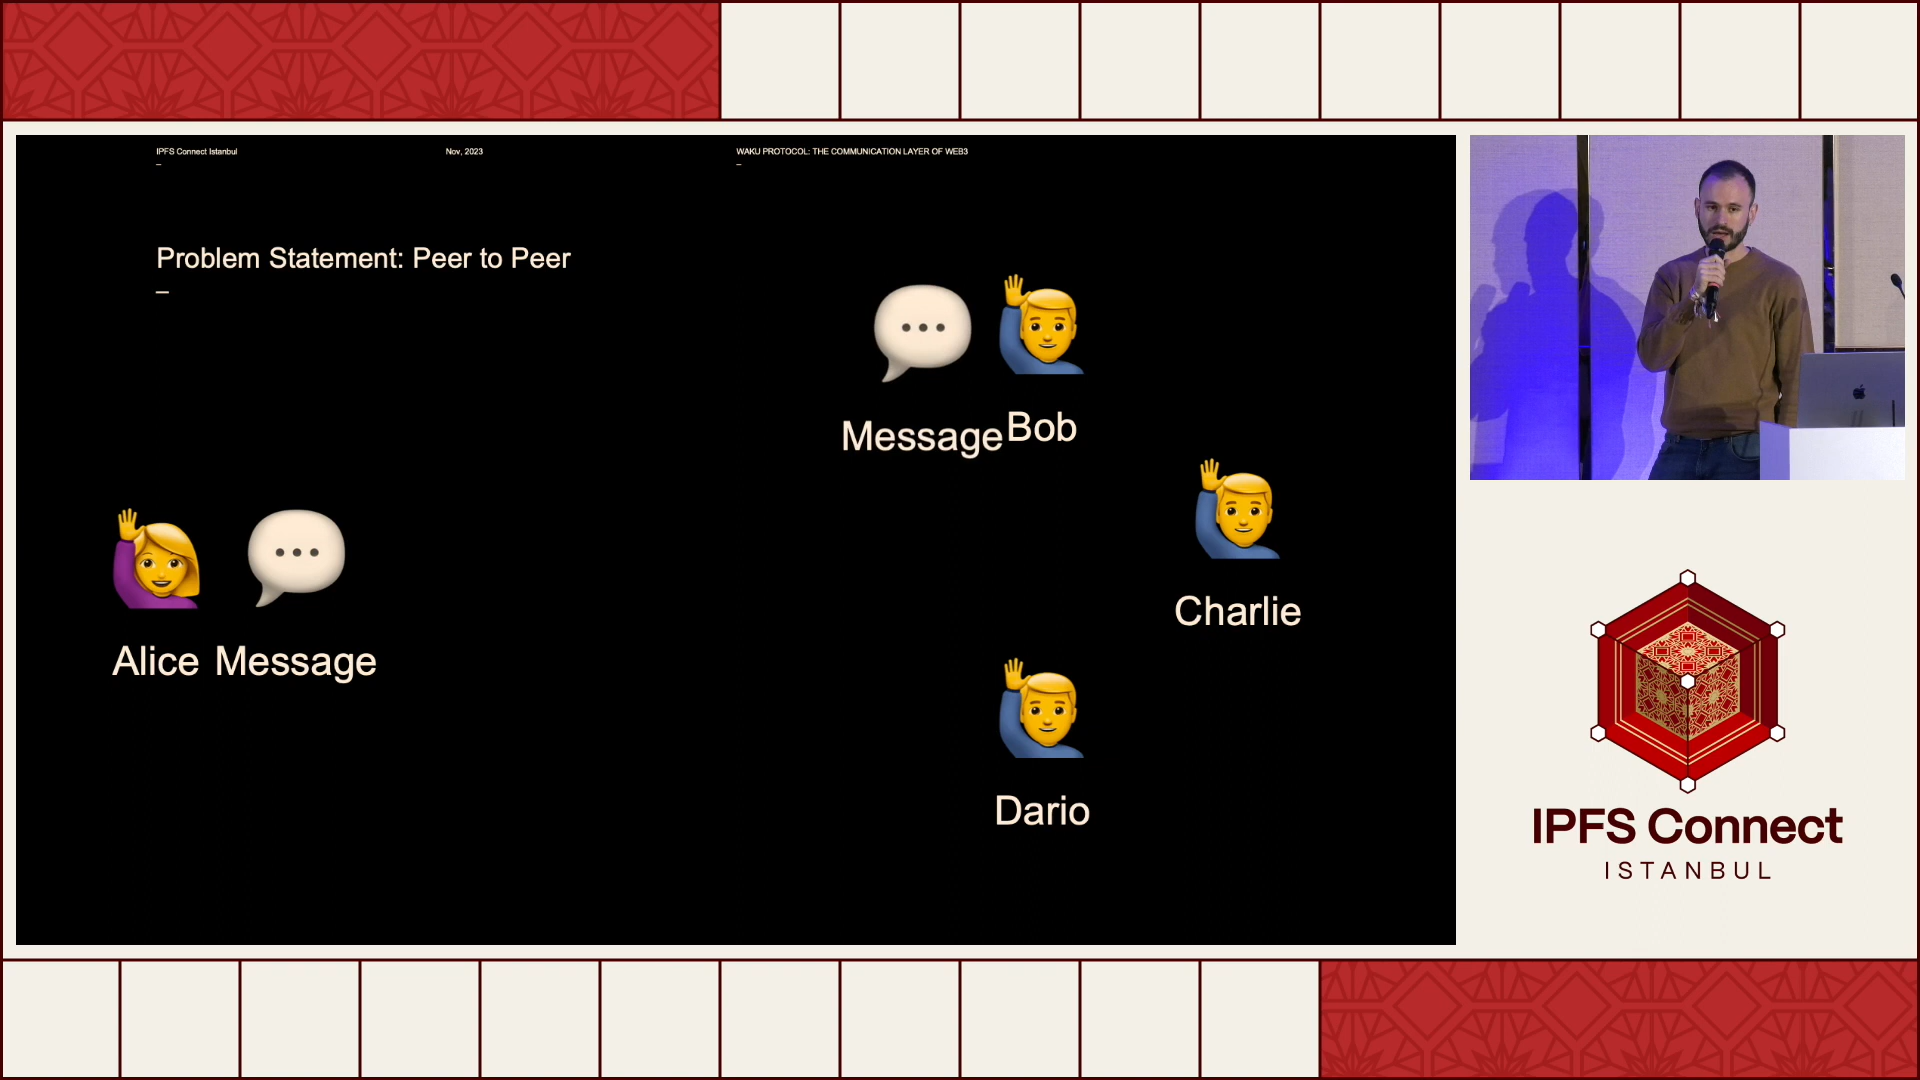 IPFS Connect Istanbul
Nov, 2023
WAKU PROTOCOL: THE COMMUNICATION LAYER OF WEB3
Problem Statement: Peer to Peer
Message
Bob
Charlie
Alice
Message
Dario
IPFS Connect
ISTANBUL